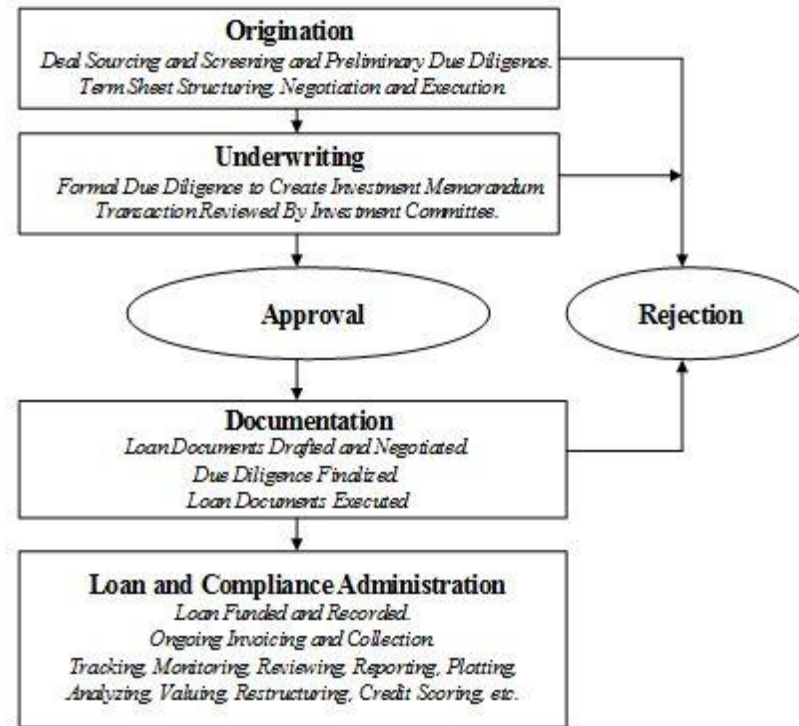 Origination
Deal Sourcing and Screening and Preliminary Due Diligence.
Term Sheet Structuring, Negotiation and Execution
Underwriting
Formal Due Diligence to Create Investment Memorandum
Transaction Reviewed By Investment Committee.
Approval
Rejection
Documentation
Loan Documents Drafted and Negotiated
Due Diligence Finalized
Loan Documents Executed
Loan and Compliance Administration
Loan Funded and Recorded.
Ongoing Invoicing and Collection
Tracking, Monitoring, Reviewing, Reporting, Plotting,
Analyzing, Valuing, Restructuring, Credit Scoring, etc.